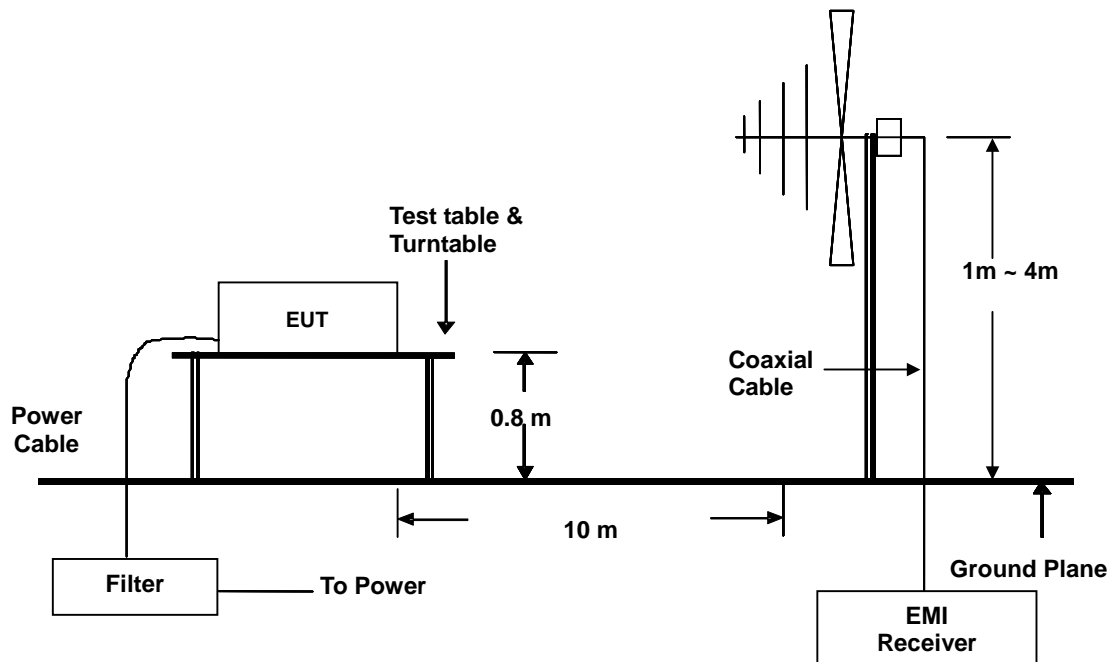 Test table &
Turntable
EUT
1m ~ 4m
Coaxial
Cable
0.8 m
Power
Cable
10 m
Filter
To Power
Ground Plane
EMI
Receiver